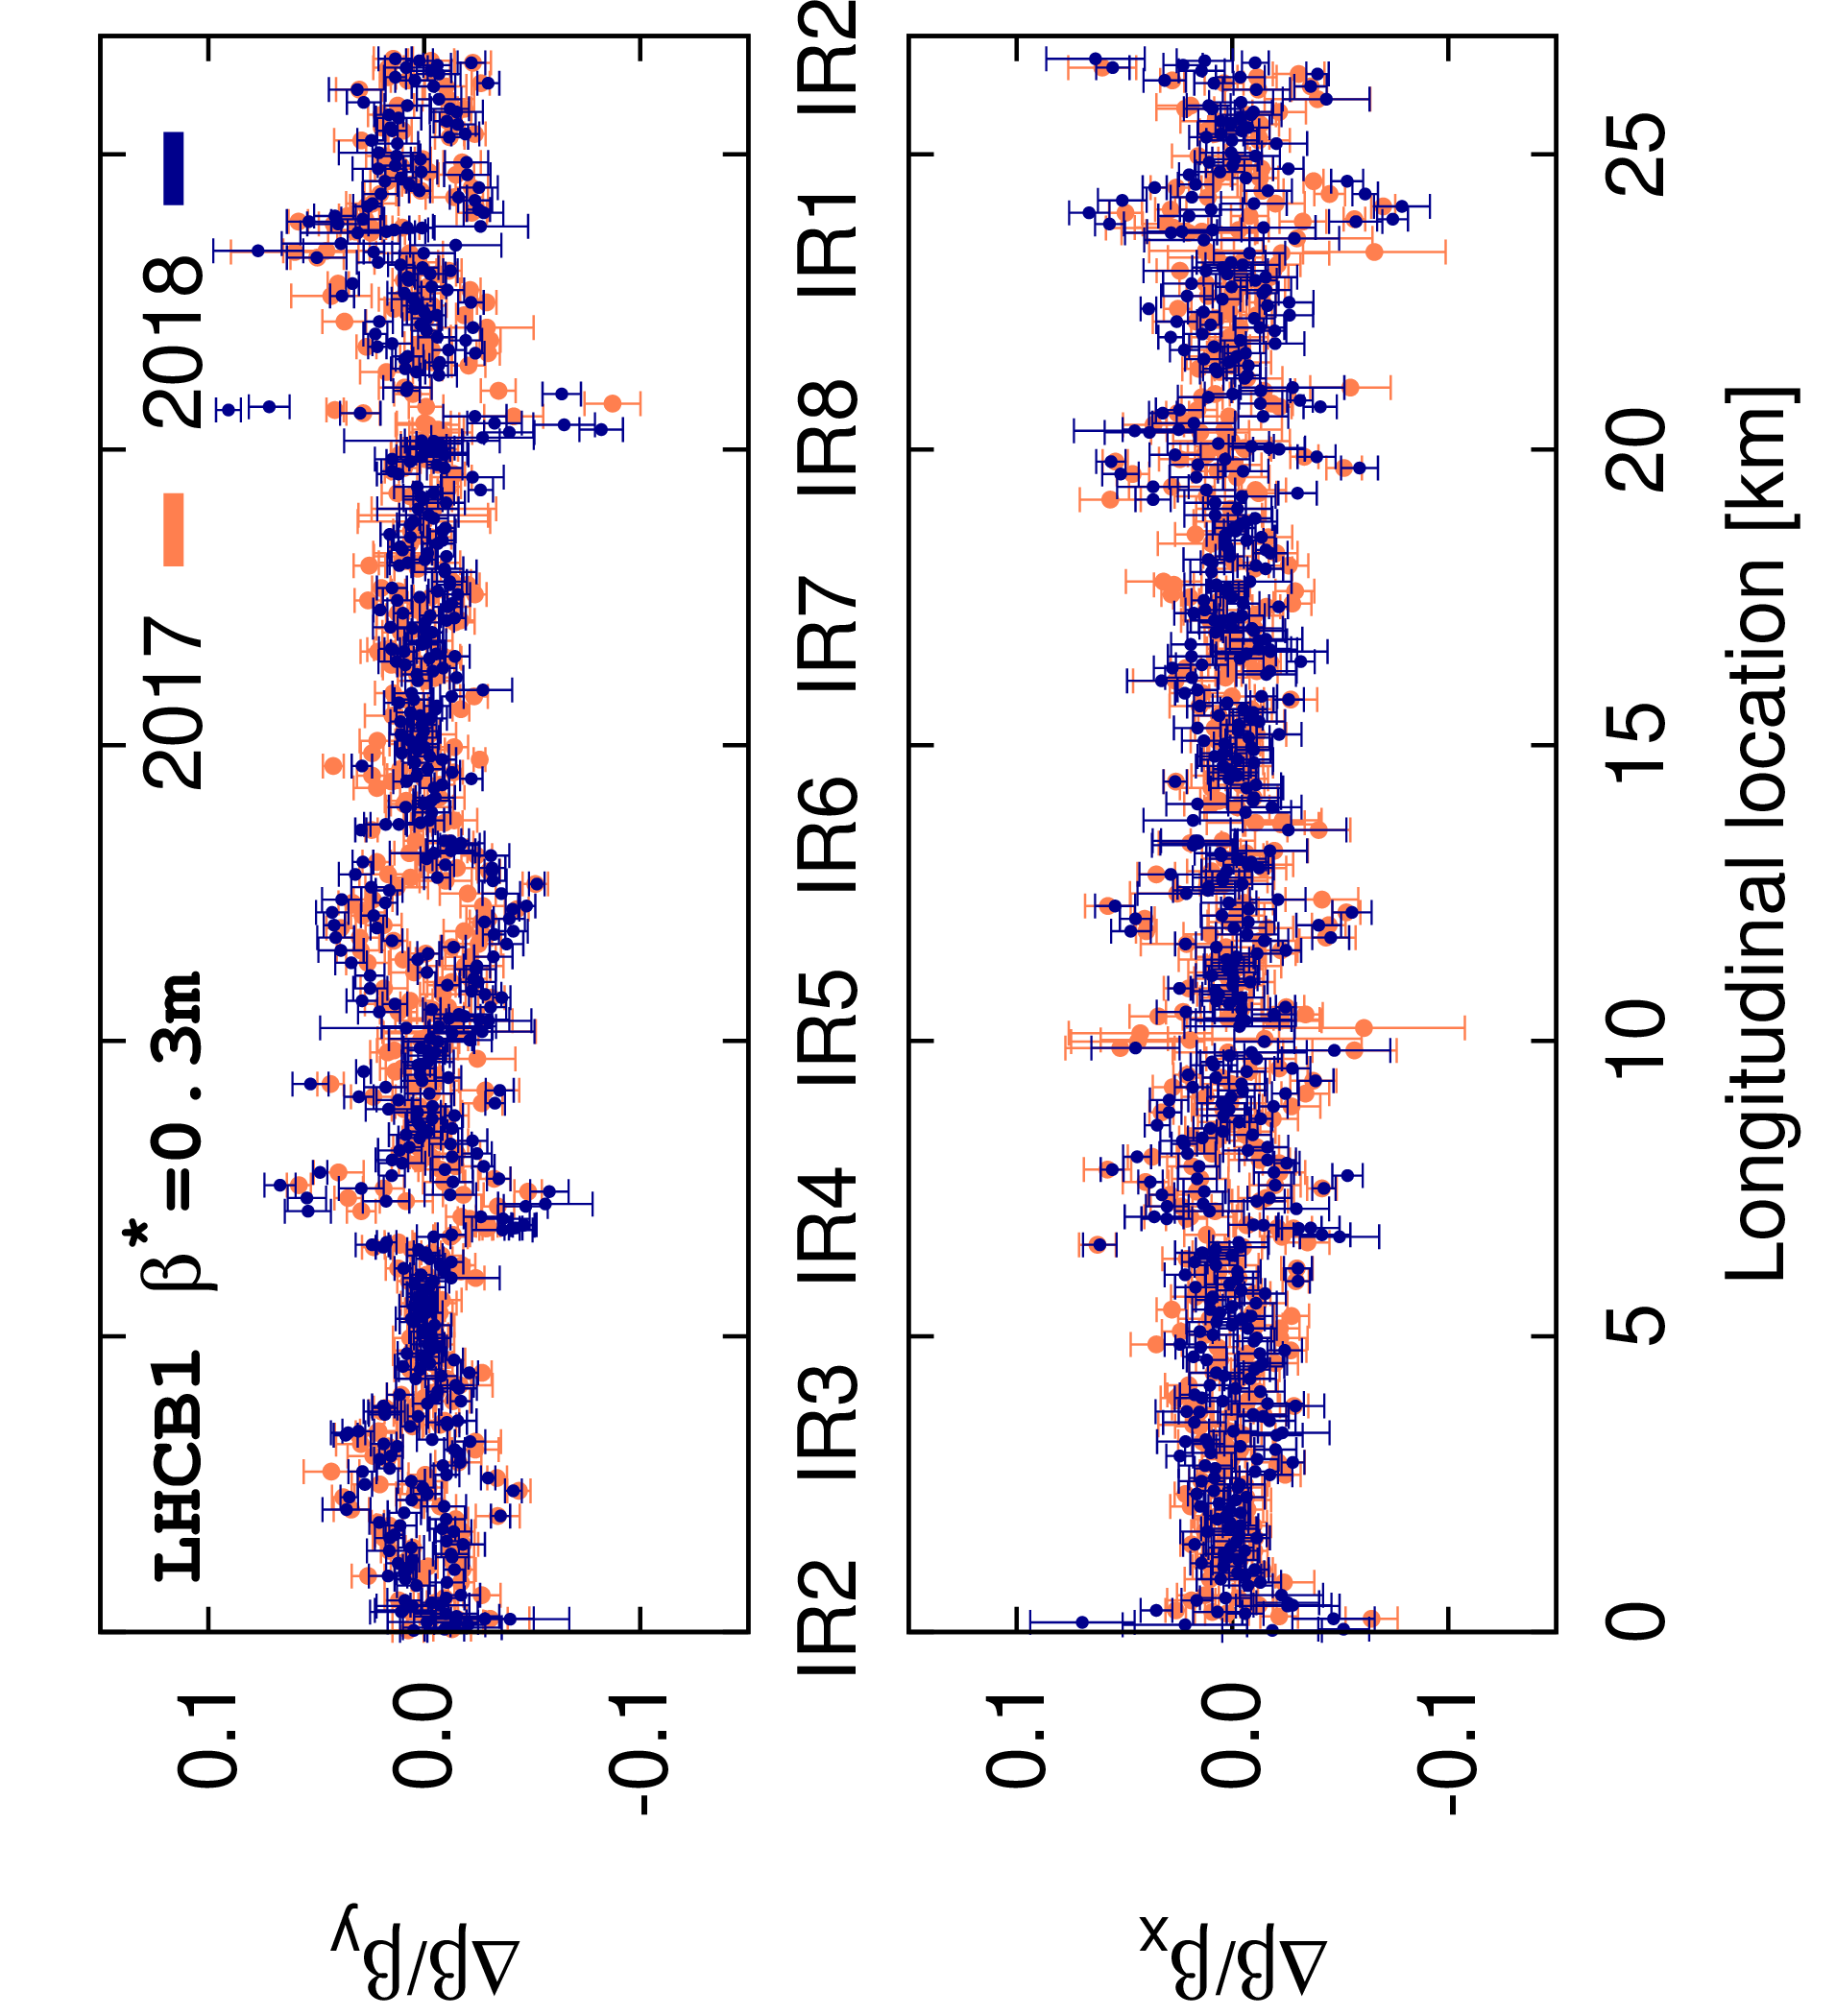 LHCB1 β*=0.3m 2017 2018
0.1
0.0
-0.1
Δβ/βy
IR2 IR3 IR4 IR5 IR6 IR7 IR8 IR1 IR2
0.1
0.0
-0.1
Δβ/βx
0 5 10 15 20 25
Longitudinal location [km]